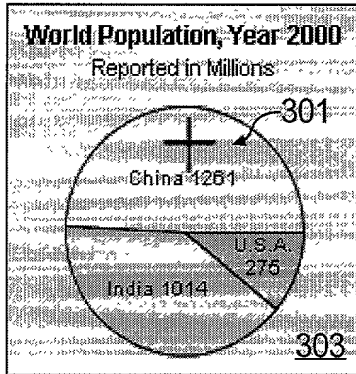 World Population, Year 2000
Reported in Millions
301
China 1261
U.S.A.
275
India 1014
303